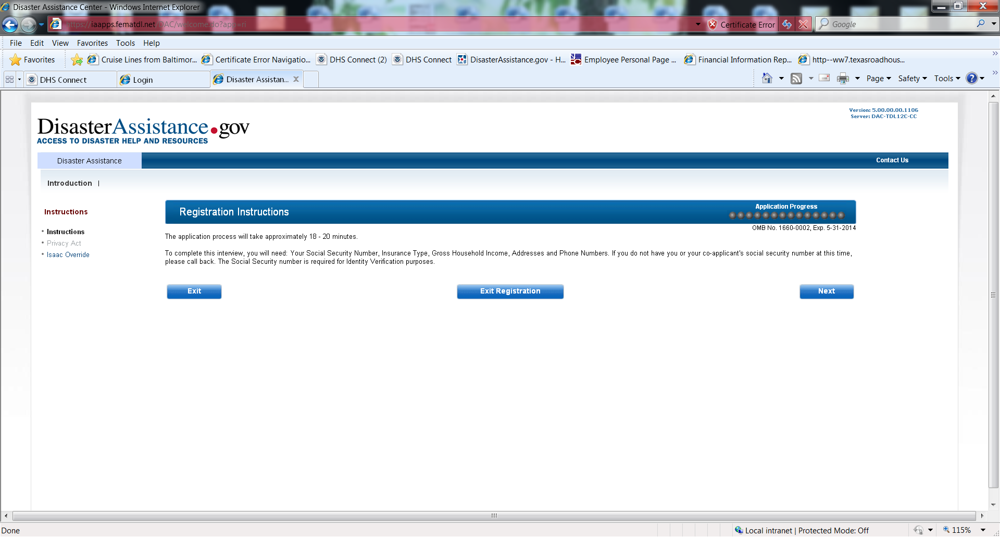 Disaster Assistance Center - Windows Internet Explorer
https://iaapps.fematdl.net/DAC/welcome.do?app=ri
Certificate Error
Google
File Edit View Favorites Tools Help
Favorites
Cruise Lines from Baltimor...
Certificate Error Navigatio...
DHS Connect (2)
DHS Connect
DisasterAssistance.gov - H...
Employee Personal Page ...
Financial Information Rep...
http--ww7.texasroadhous...
DHS Connect
Login
Disaster Assistan...
Page Safety Tools
Version: 5.00.00.00.1106
Server: DAC-TDL12C-CC
DisasterAssistance.gov
ACCESS TO DISASTER HELP AND RESOURCES
Disaster Assistance
Contact Us
Introduction |
Instructions
Instructions
Privacy Act
Isaac Override
Registration Instructions
Application Progress
OMB No. 1660-0002, Exp. 5-31-2014
The application process will take approximately 18 - 20 minutes.
To complete this interview, you will need: Your Social Security Number, Insurance Type, Gross Household Income, Addresses and Phone Numbers. If you do not have you or your co-applicant's social security number at this time,
please call back. The Social Security number is required for Identity Verification purposes.
Exit
Exit Registration
Next
Done
Local intranet | Protected Mode: Off
115%